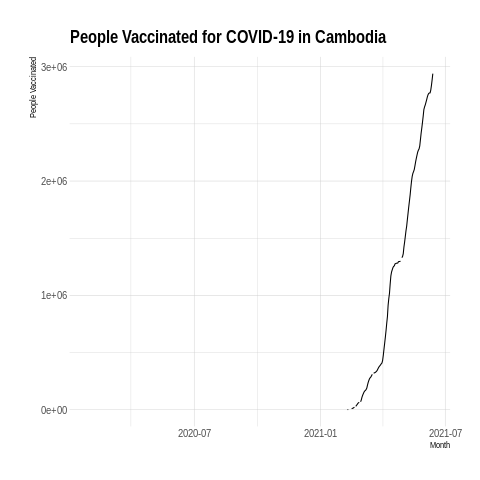 People Vaccinated for COVID-19 in Cambodia
People Vaccinated
3e+06
2e+06
1e+06
0e+00
2020-07
2021-01
2021-07
Month